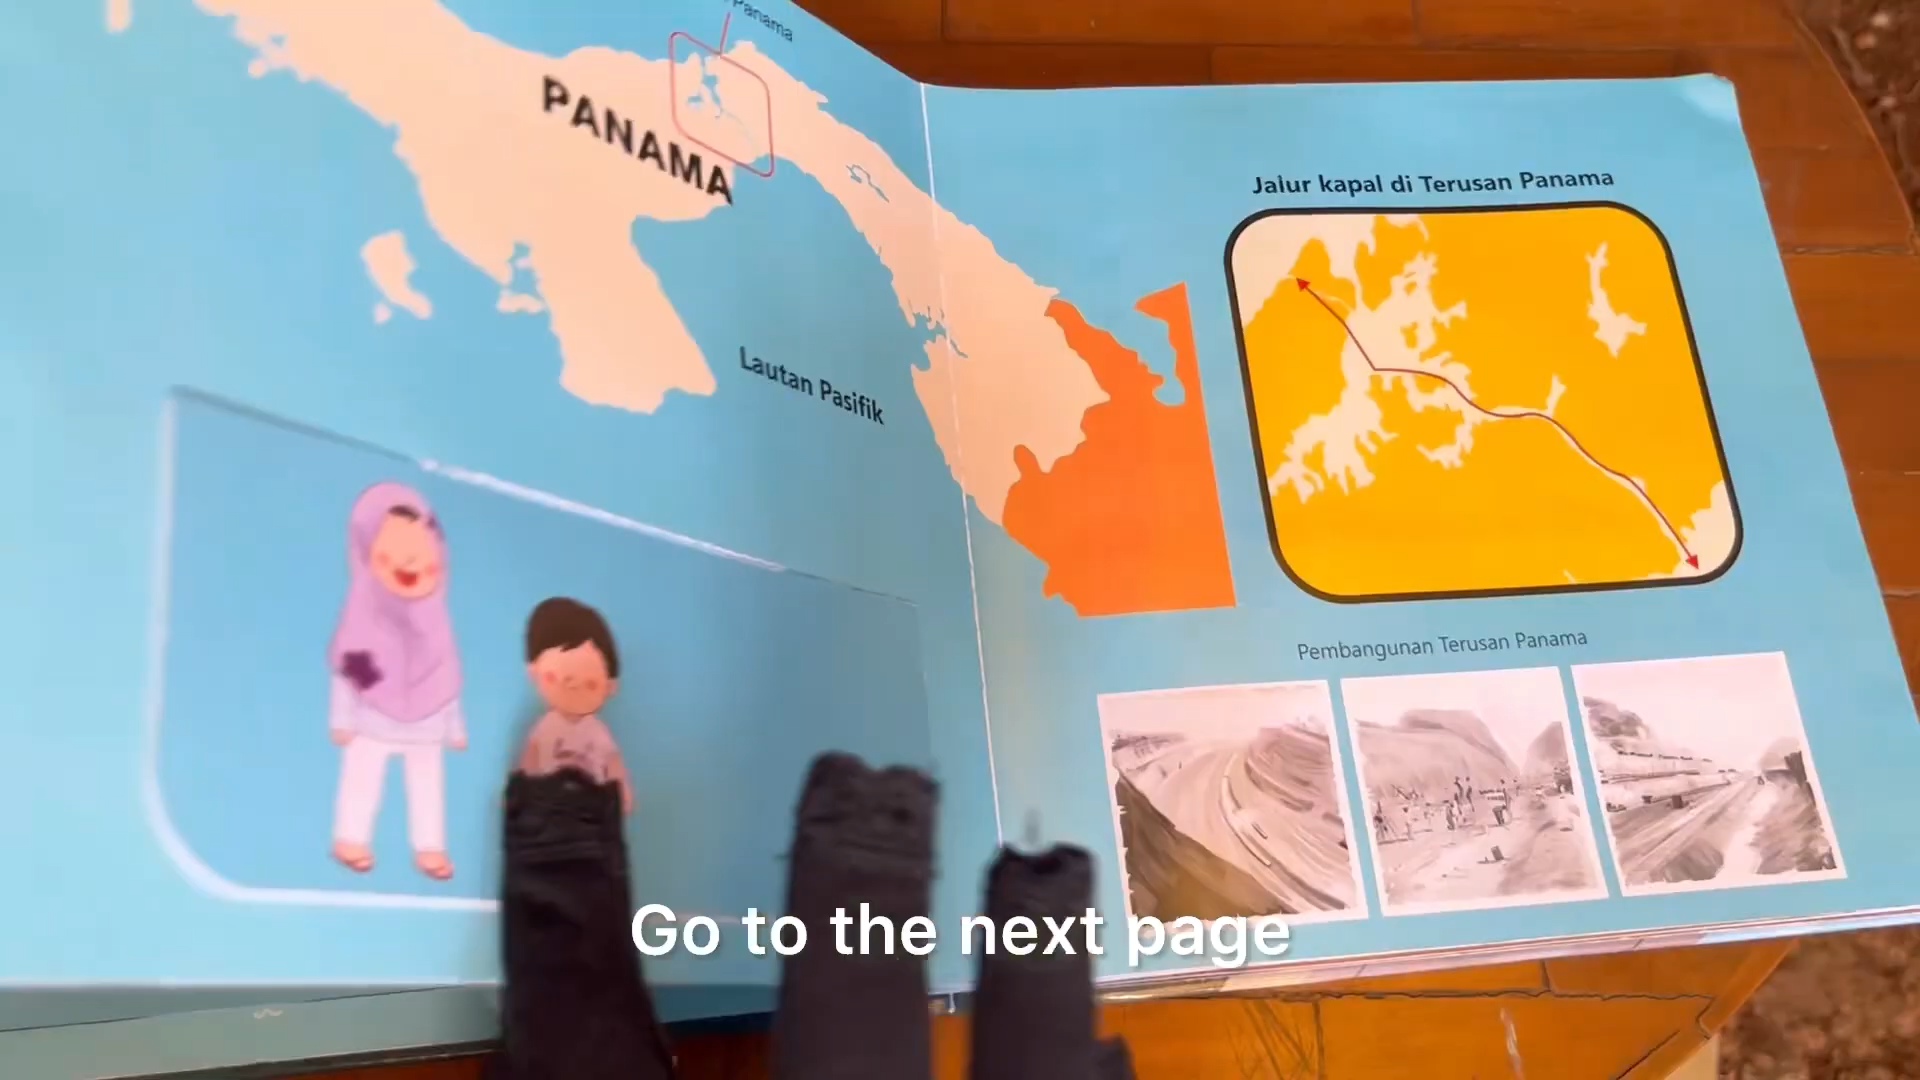 Panama
PANAMA
Lautan Pasifik
Jalur kapal di Terusan Panama
Pembangunan Terusan Panama
Go to the next page